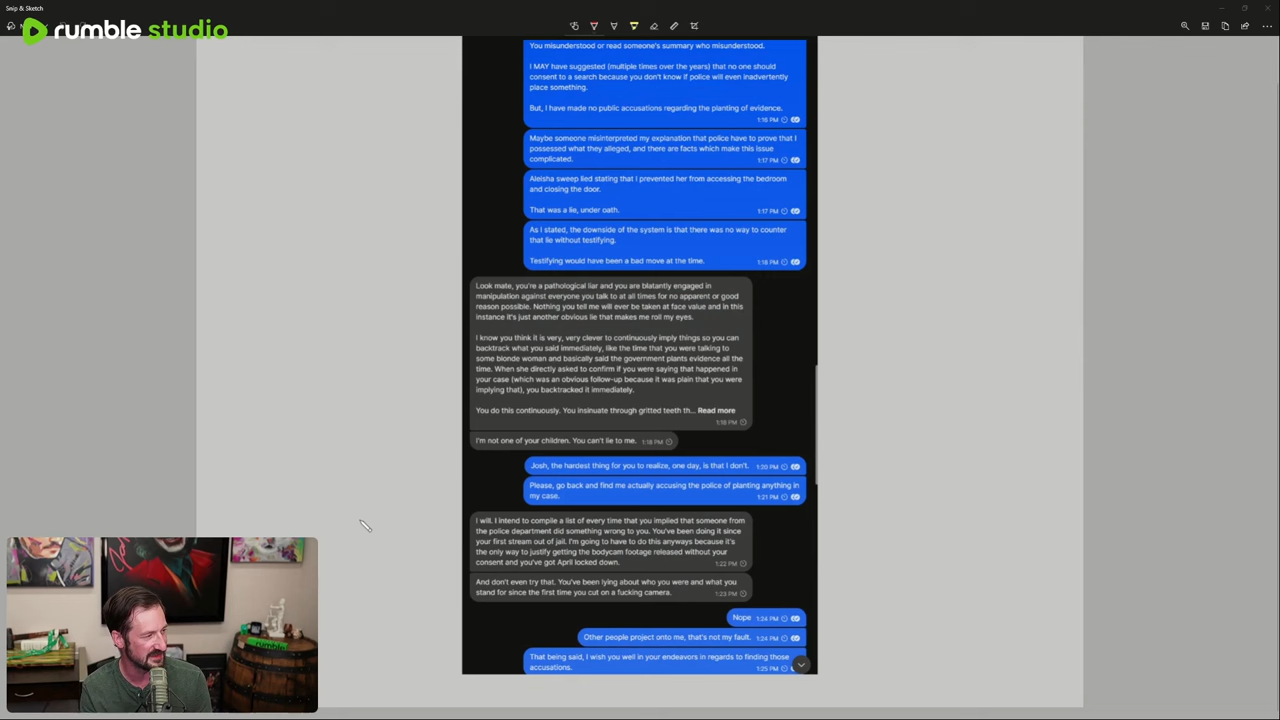 Snip & Sketch
rumble studio
You misunderstood or read someone's summary who misunderstood.
I MAY have suggested (multiple times over the years) that no one should
consent to a search because you don't know if police will even inadvertently
place something.
But, I have made no public accusations regarding the planting of evidence.
1:16 PM
Maybe someone misinterpreted my explanation that police have to prove that I
possessed what they alleged, and there are facts which make this issue
complicated.
1:17 PM
Aleisha sweep lied stating that I prevented her from accessing the bedroom
and closing the door.
That was a lie, under oath.
1:17 PM
As I stated, the downside of the system is that there was no way to counter
that lie without testifying.
Testifying would have been a bad move at the time.
1:18 PM
Look mate, you're a pathological liar and you are blatantly engaged in
manipulation against everyone you talk to at all times for no apparent or good
reason possible. Nothing you tell me will ever be taken at face value and in this
instance it's just another obvious lie that makes me roll my eyes.
I know you think it is very, very clever to continuously imply things so you can
backtrack what you said immediately, like the time that you were talking to
some blonde woman and basically said the government plants evidence all the
time. When she directly asked to confirm if you were saying that happened in
your case (which was an obvious follow-up because it was plain that you were
implying that), you backtracked it immediately.
You do this continuously. You insinuate through gritted teeth th... Read more
1:18 PM
I'm not one of your children. You can't lie to me. 1:18 PM
Josh, the hardest thing for you to realize, one day, is that I don't. 1:20 PM
Please, go back and find me actually accusing the police of planting anything in
my case. 1:21 PM
I will. I intend to compile a list of every time that you implied that someone from
the police department did something wrong to you. You've been doing it since
your first stream out of jail. I'm going to have to do this anyways because it's
the only way to justify getting the bodycam footage released without your
consent and you've got April locked down. 1:22 PM
And don't even try that. You've been lying about who you were and what you
stand for since the first time you cut on a fucking camera. 1:23 PM
Nope 1:24 PM
Other people project onto me, that's not my fault. 1:24 PM
That being said, I wish you well in your endeavors in regards to finding those
accusations. 1:25 PM